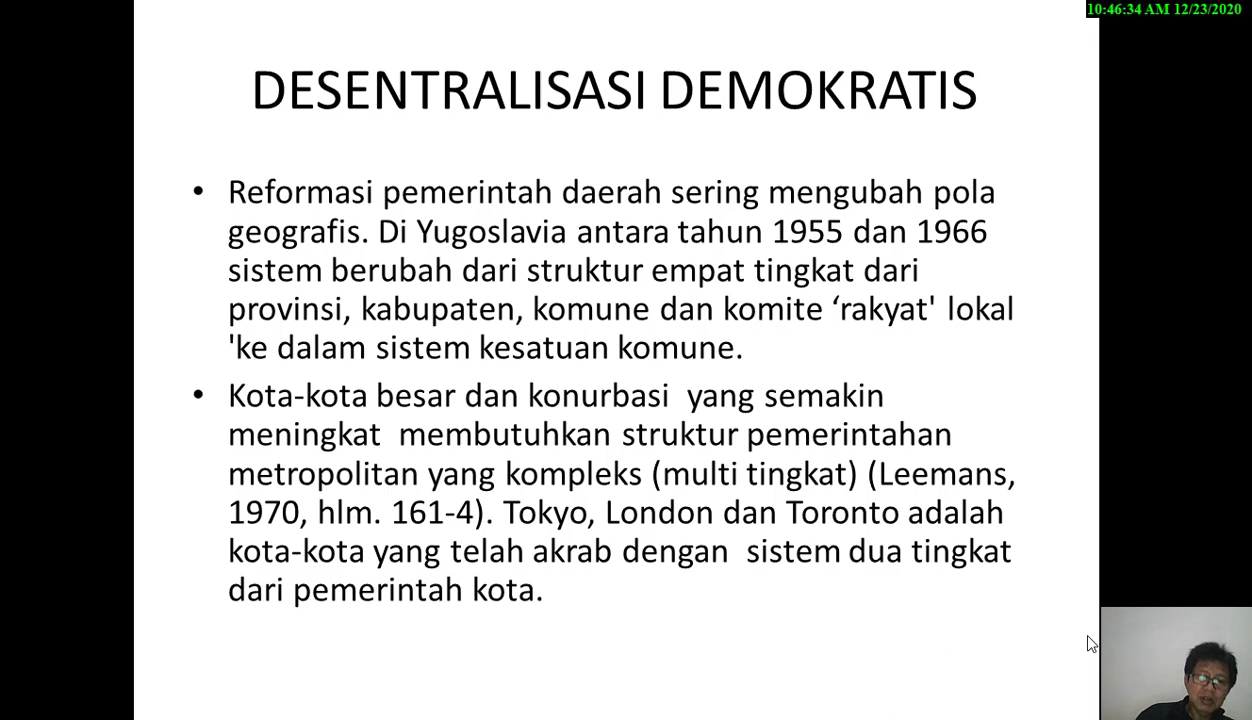 10:46:34 AM 12/23/2020
DESENTRALISASI DEMOKRATIS
• Reformasi pemerintah daerah sering mengubah pola
geografis. Di Yugoslavia antara tahun 1955 dan 1966
sistem berubah dari struktur empat tingkat dari
provinsi, kabupaten, komune dan komite ‘rakyat' lokal
'ke dalam sistem kesatuan komune.
• Kota-kota besar dan konurbasi  yang semakin
meningkat  membutuhkan struktur pemerintahan
metropolitan yang kompleks (multi tingkat) (Leemans,
1970, hlm. 161-4). Tokyo, London dan Toronto adalah
kota-kota yang telah akrab dengan  sistem dua tingkat
dari pemerintah kota.